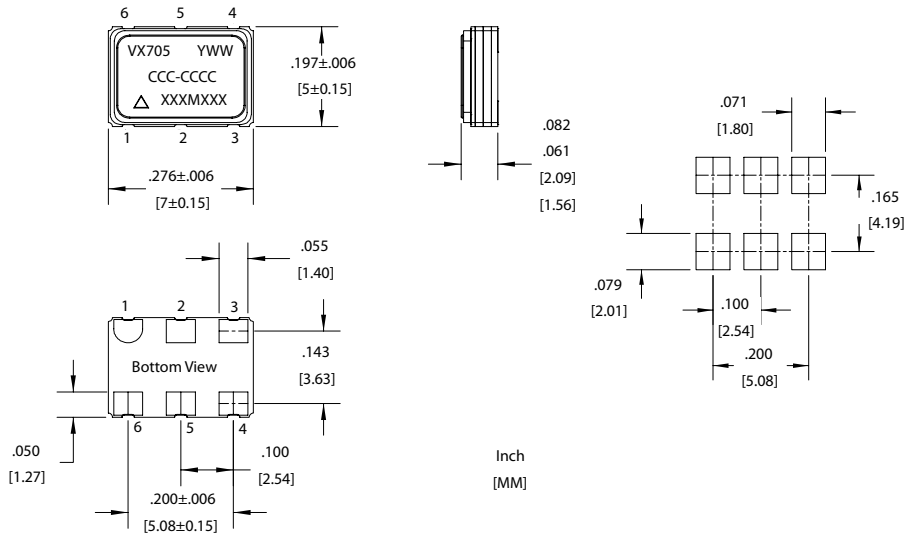 6 5 4
VX705 YWW
CCC-CCCC
△ XXXMXXX
1 2 3
.197±.006
[5±0.15]
.276±.006
[7±0.15]
.082
.061
[2.09]
[1.56]
.071
[1.80]
.165
[4.19]
.079
[2.01]
.100
[2.54]
.200
[5.08]
.055
[1.40]
1 2 3
Bottom View
.143
[3.63]
6 5 4
.050
[1.27]
.100
[2.54]
.200±.006
[5.08±0.15]
Inch
[MM]